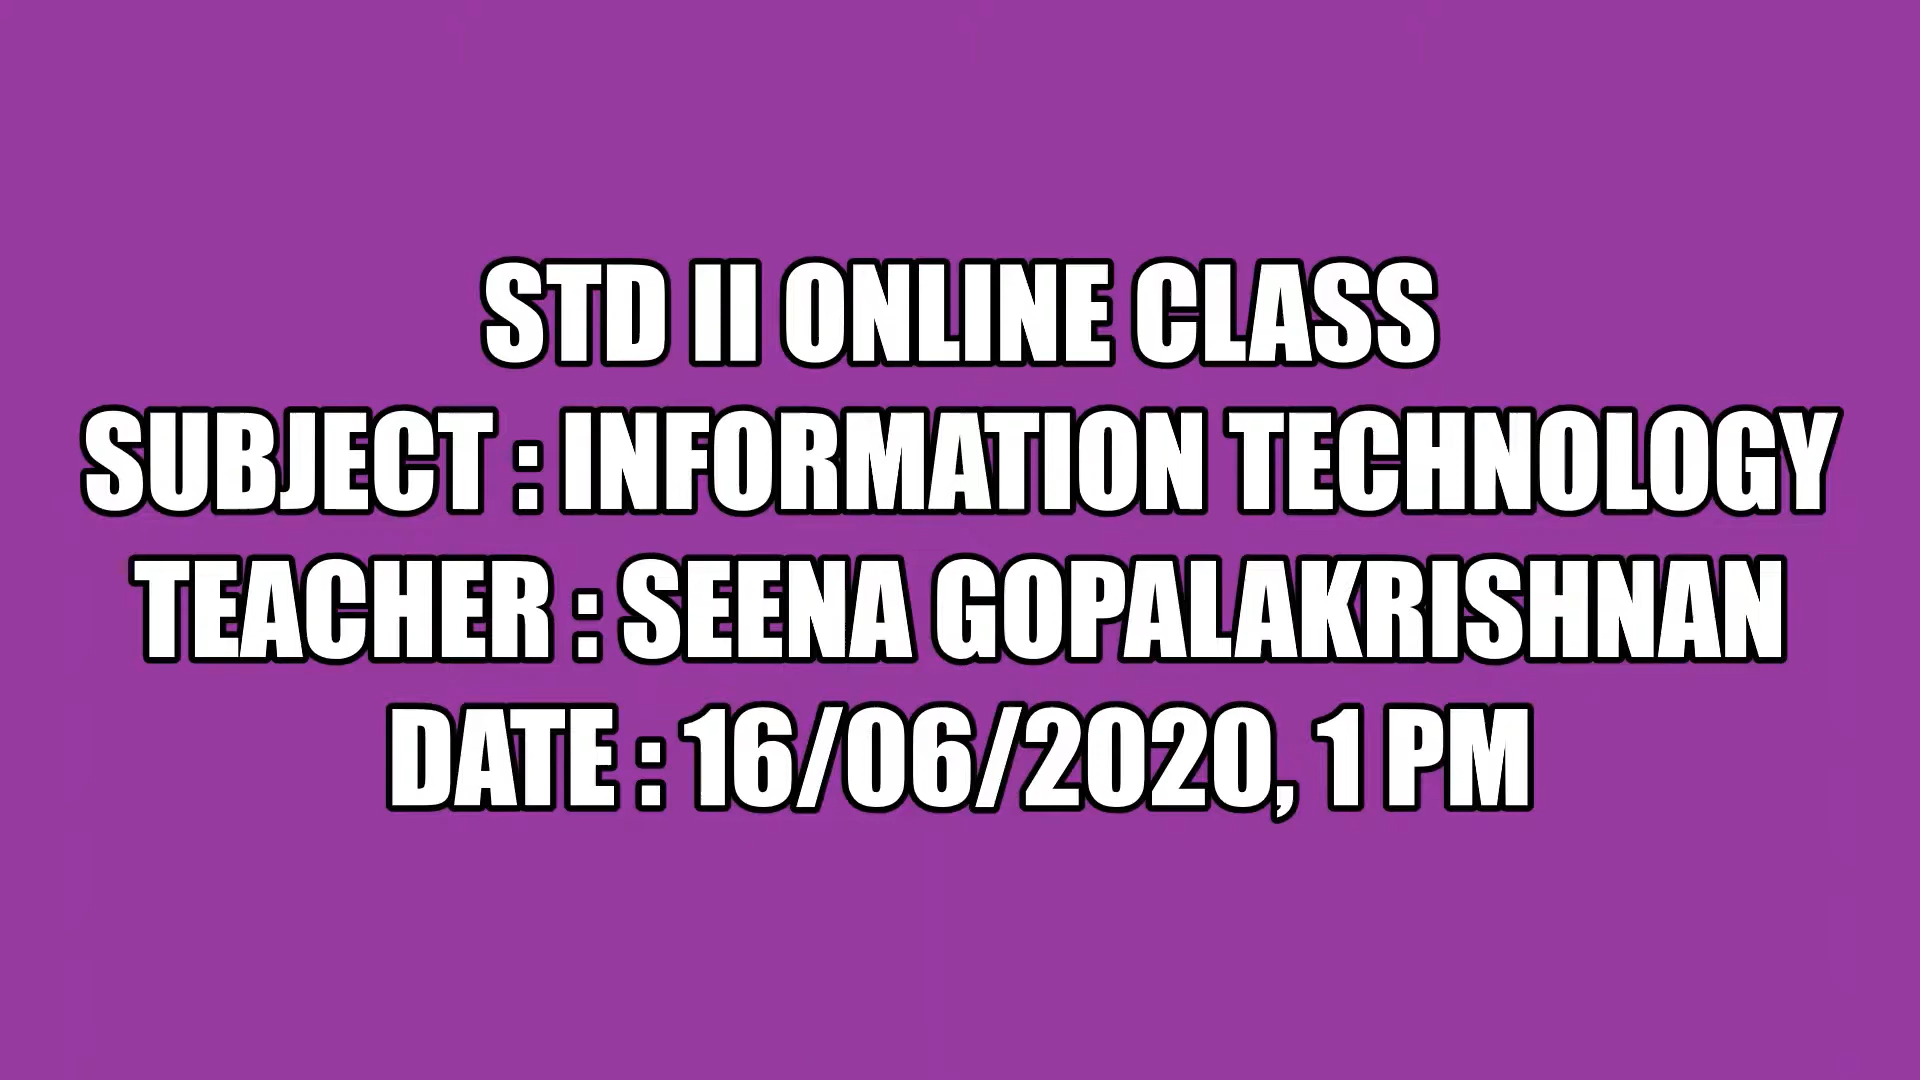 STD II ONLINE CLASS
SUBJECT : INFORMATION TECHNOLOGY
TEACHER : SEENA GOPALAKRISHNAN
DATE : 16/06/2020, 1 PM